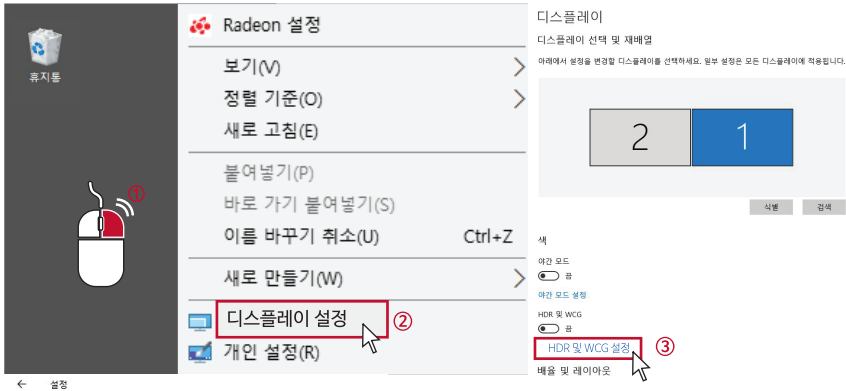 휴지통
①
Radeon 설정
보기(V)
정렬 기준(O)
새로 고침(E)
붙여넣기(P)
바로 가기 붙여넣기(S)
이름 바꾸기 취소(U) Ctrl+Z
새로 만들기(W)
디스플레이 설정 ②
개인 설정(R)
← 설정
디스플레이
디스플레이 선택 및 재배열
아래에서 설정을 변경할 디스플레이를 선택하세요. 일부 설정은 모든 디스플레이에 적용됩니다.
2 1
식별 검색
색
야간 모드
끔
야간 모드 설정
HDR 및 WCG
끔
HDR 및 WCG 설정 ③
배율 및 레이아웃